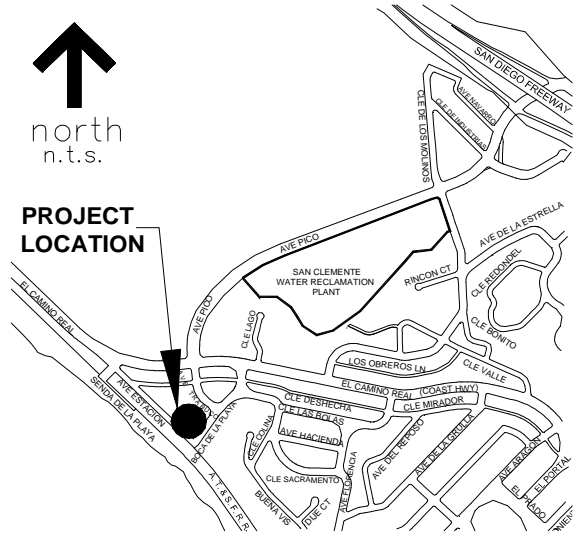 north
n.t.s.
PROJECT
LOCATION
SAN DIEGO FREEWAY
AVE NAVARRO
CLE DE INDUSTRIAS
CLE DE LOS MOLINOS
AVE PICO
AVE DE LA ESTRELLA
SAN CLEMENTE
WATER RECLAMATION
PLANT
RINCON CT
CLE REDONDEL
EL CAMINO REAL
AVE PICO
CLE LAGO
CLE BONITO
LOS OBREROS LN
CLE VALLE
AVE ESTACION
SENDA DE LA PLAYA
BOCA DE LA PLAYA
EL CAMINO REAL (COAST HWY)
CLE DESHECHA
CLE MIRADOR
CLE LAS BOLAS
CLE COLINA
AVE HACIENDA
AVE DEL REPOSO
AVE DE LA GRULLA
AVE ARAGON
EL PORTAL
CLE SACRAMENTO
AVE FLORENCIA
A. T. & S. F. R. R.
BUENA VIS
DUE CT
EL PRADO